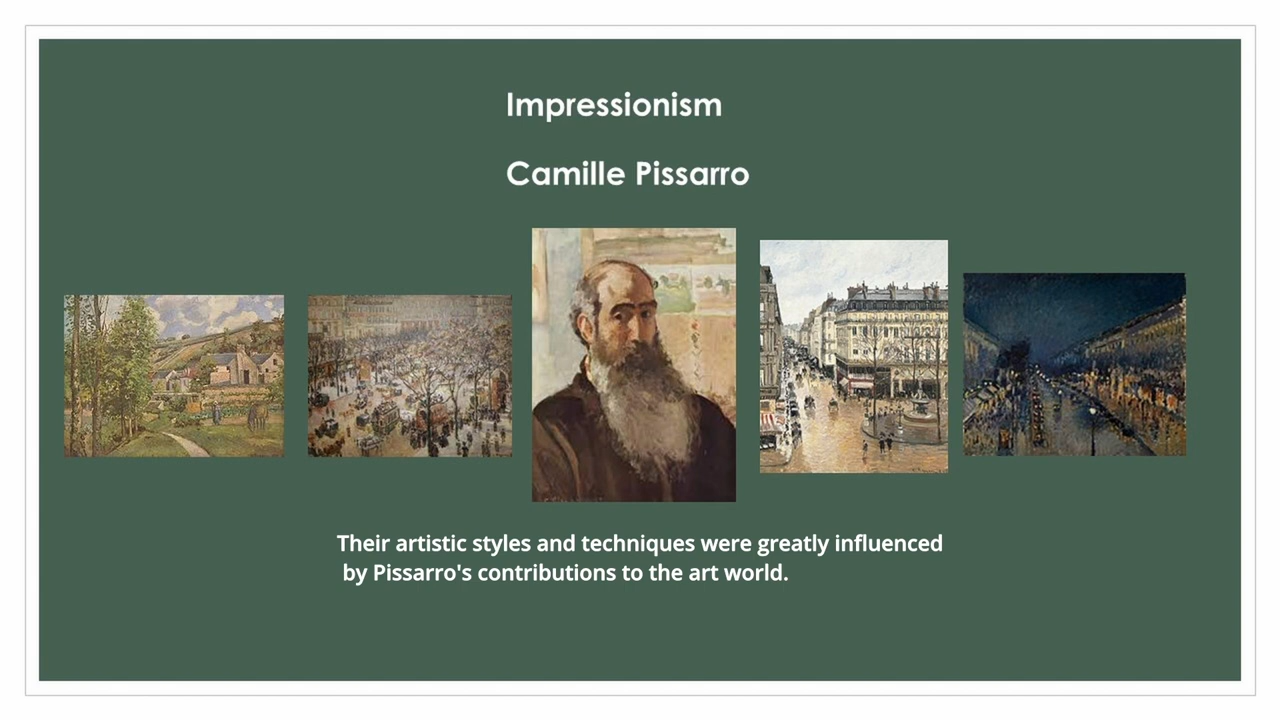 Impressionism
Camille Pissarro
Their artistic styles and techniques were greatly influenced
by Pissarro's contributions to the art world.